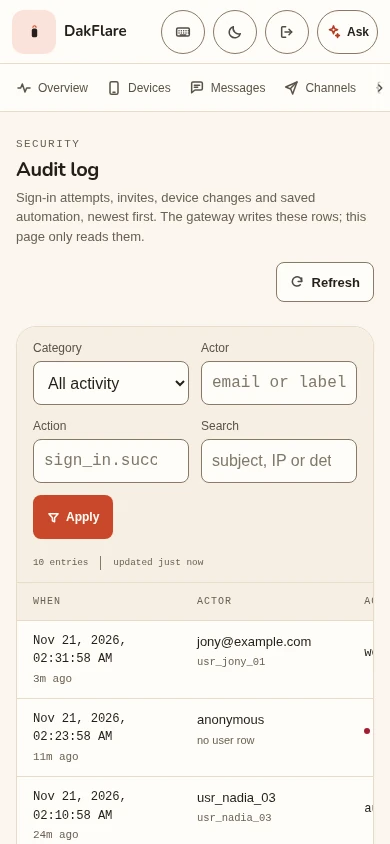 DakFlare
Ask
Overview
Devices
Messages
Channels
SECURITY
Audit log
Sign-in attempts, invites, device changes and saved
automation, newest first. The gateway writes these rows; this
page only reads them.
Refresh
Category
Actor
All activity
email or label
Action
Search
sign_in.succ
subject, IP or det
Apply
10 entries
updated just now
WHEN
ACTOR
Nov 21, 2026,
02:31:58 AM
3m ago
jony@example.com
usr_jony_01
Nov 21, 2026,
02:23:58 AM
11m ago
anonymous
no user row
Nov 21, 2026,
02:10:58 AM
24m ago
usr_nadia_03
usr_nadia_03